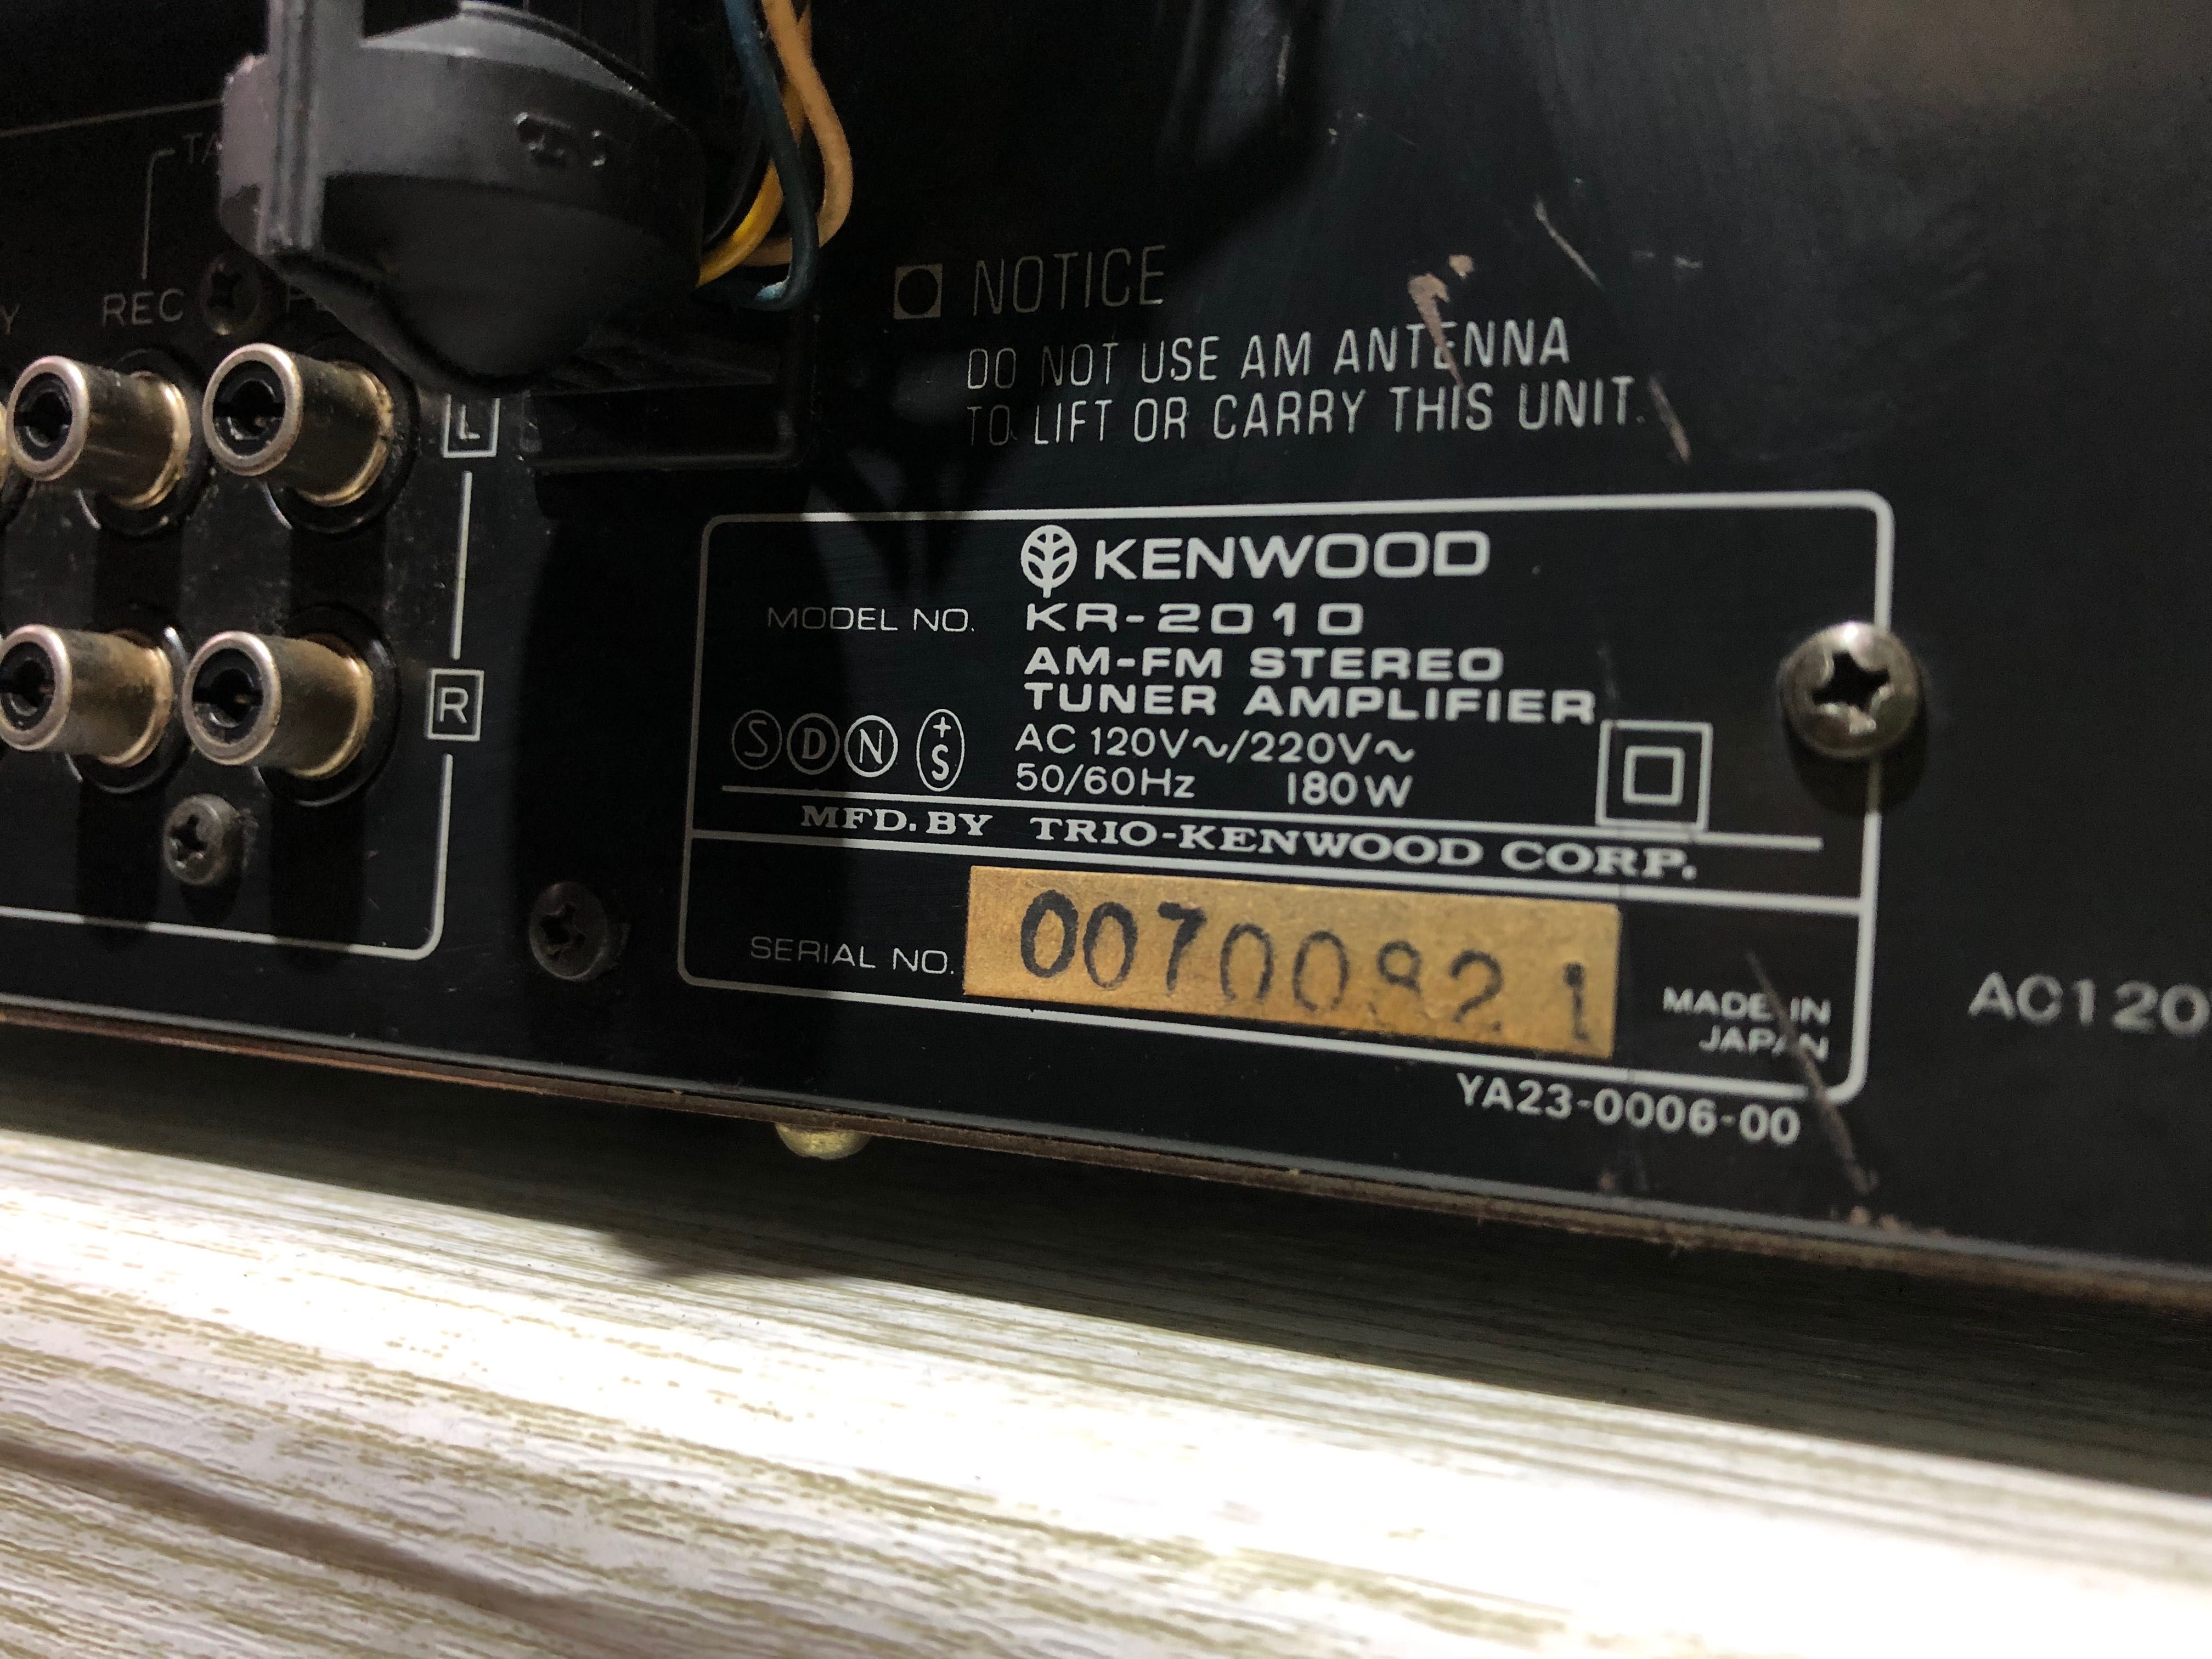 REC
L
R
NOTICE
DO NOT USE AM ANTENNA
TO LIFT OR CARRY THIS UNIT.
KENWOOD
MODEL NO. KR-2010
AM-FM STEREO
TUNER AMPLIFIER
S D N +S AC 120V~/220V~
50/60Hz 180W
MFD. BY TRIO-KENWOOD CORP.
SERIAL NO. 00700821
MADE IN
JAPAN
YA23-0006-00
AC120